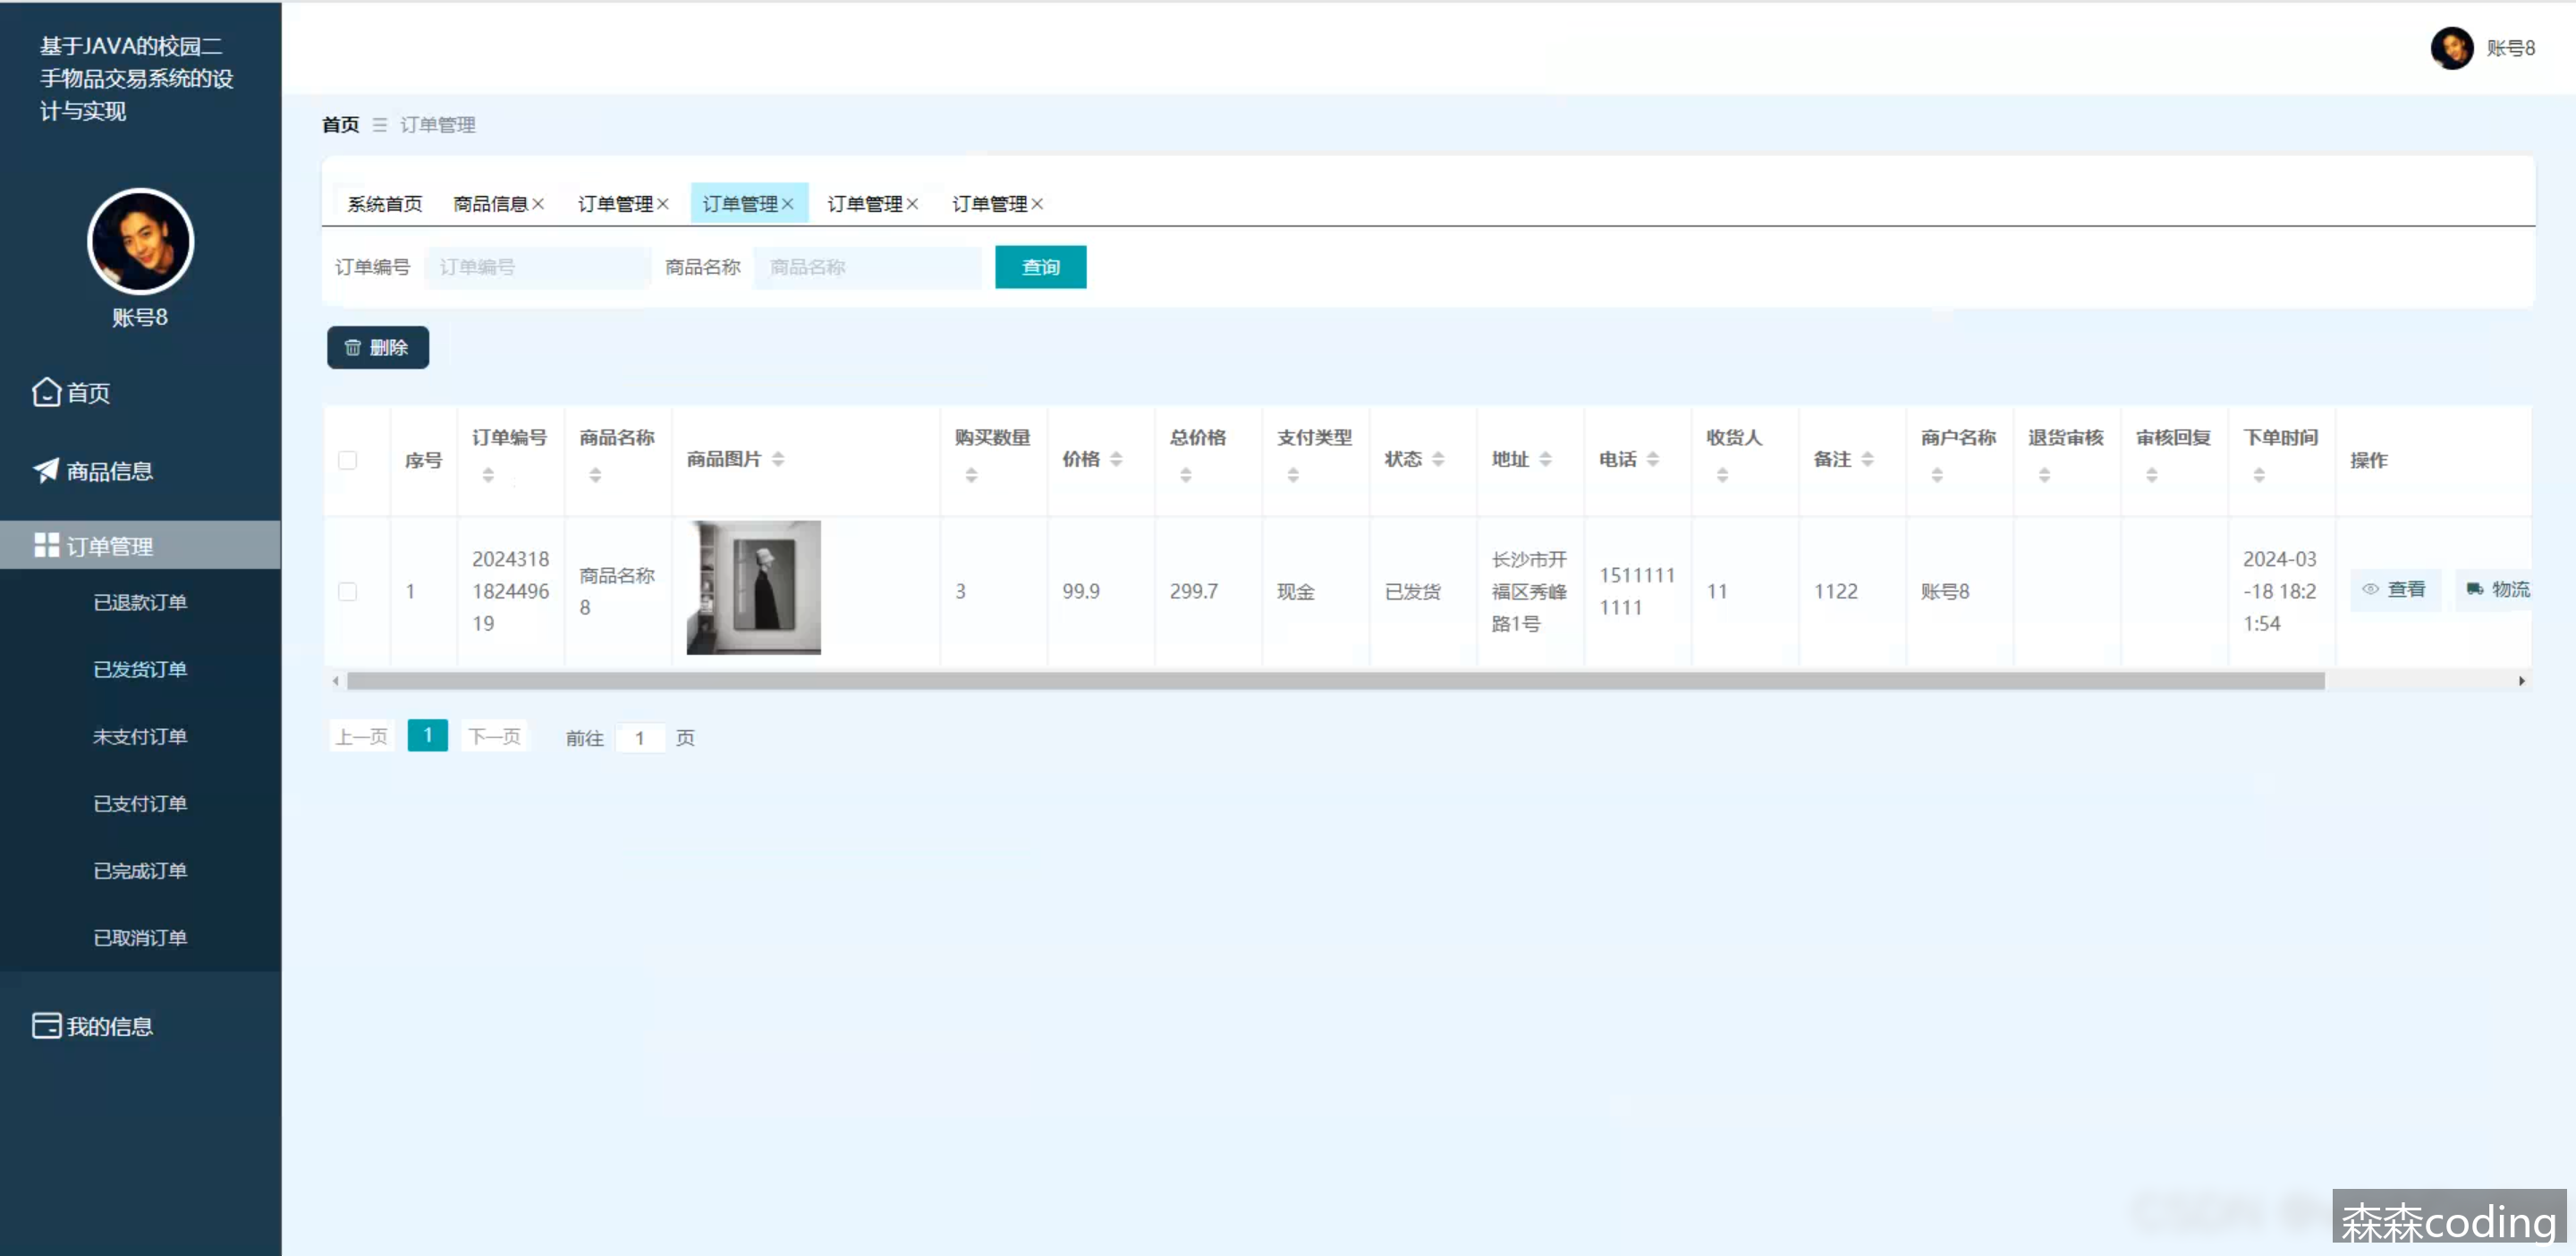 基于JAVA的校园二
手物品交易系统的设
计与实现
账号8
账号8
首页
商品信息
订单管理
已退款订单
已发货订单
未支付订单
已支付订单
已完成订单
已取消订单
我的信息
首页 订单管理
系统首页 商品信息× 订单管理× 订单管理× 订单管理× 订单管理×
订单编号 订单编号 商品名称 商品名称 查询
删除
序号 订单编号 商品名称 商品图片 购买数量 价格 总价格 支付类型 状态 地址 电话 收货人 备注 商户名称 退货审核 审核回复 下单时间 操作
1
2024318
1824496
19
商品名称
8
3
99.9
299.7
现金
已发货
长沙市开
福区秀峰
路1号
1511111
1111
11
1122
账号8
2024-03
-18 18:2
1:54
查看 物流
上一页 1 下一页 前往 1 页
森森coding